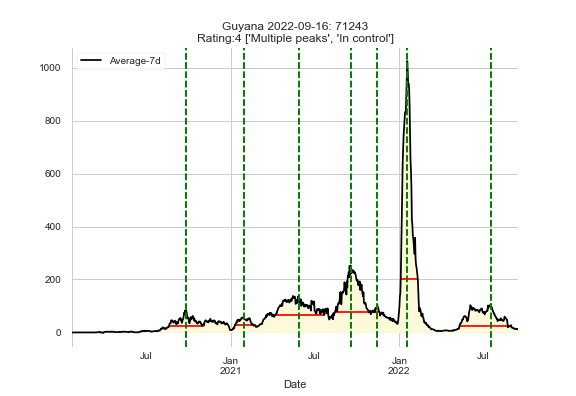 Guyana 2022-09-16: 71243
Rating:4 ['Multiple peaks', 'In control']
Average-7d
1000
800
600
400
200
0
Jul
Jan
2021
Jul
Jan
2022
Jul
Date